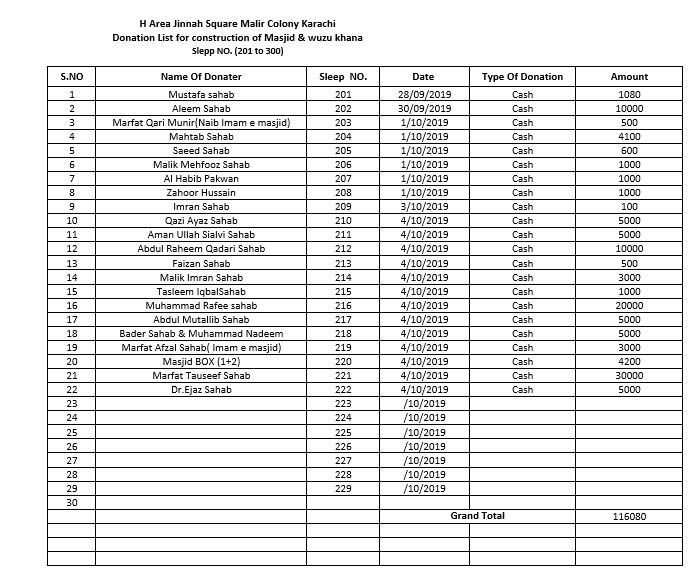 H Area Jinnah Square Malir Colony Karachi
Donation List for construction of Masjid & wuzu khana
Slepp NO. (201 to 300)
S.NO Name Of Donater Sleep NO. Date Type Of Donation Amount
1 Mustafa sahab 201 28/09/2019 Cash 1080
2 Aleem Sahab 202 30/09/2019 Cash 10000
3 Marfat Qari Munir(Naib Imam e masjid) 203 1/10/2019 Cash 500
4 Mahtab Sahab 204 1/10/2019 Cash 4100
5 Saeed Sahab 205 1/10/2019 Cash 600
6 Malik Mehfooz Sahab 206 1/10/2019 Cash 1000
7 Al Habib Pakwan 207 1/10/2019 Cash 1000
8 Zahoor Hussain 208 1/10/2019 Cash 1000
9 Imran Sahab 209 3/10/2019 Cash 100
10 Qazi Ayaz Sahab 210 4/10/2019 Cash 5000
11 Aman Ullah Sialvi Sahab 211 4/10/2019 Cash 5000
12 Abdul Raheem Qadari Sahab 212 4/10/2019 Cash 10000
13 Faizan Sahab 213 4/10/2019 Cash 500
14 Malik Imran Sahab 214 4/10/2019 Cash 3000
15 Tasleem IqbalSahab 215 4/10/2019 Cash 1000
16 Muhammad Rafee sahab 216 4/10/2019 Cash 20000
17 Abdul Mutallib Sahab 217 4/10/2019 Cash 5000
18 Bader Sahab & Muhammad Nadeem 218 4/10/2019 Cash 5000
19 Marfat Afzal Sahab( Imam e masjid) 219 4/10/2019 Cash 3000
20 Masjid BOX (1+2) 220 4/10/2019 Cash 4200
21 Marfat Tauseef Sahab 221 4/10/2019 Cash 30000
22 Dr.Ejaz Sahab 222 4/10/2019 Cash 5000
23 223 /10/2019
24 224 /10/2019
25 225 /10/2019
26 226 /10/2019
27 227 /10/2019
28 228 /10/2019
29 229 /10/2019
30
Grand Total 116080